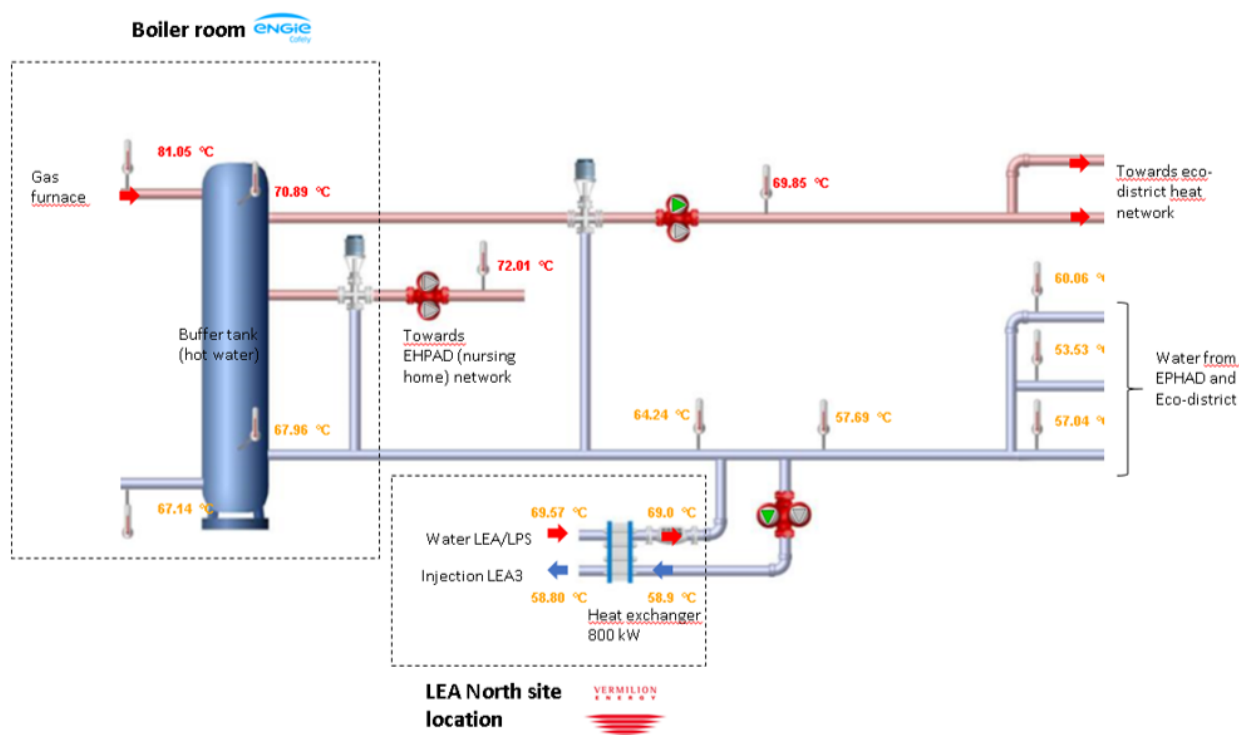 Boiler room ENGIE
Cofely
Gas
furnace
81.05 °C
70.89 °C
69.85 °C
Towards eco-
district heat
network
72.01 °C
60.06 °C
Buffer tank
(hot water)
Towards
EHPAD (nursing
home) network
53.53 °C
Water from
EPHAD and
Eco-district
67.96 °C
64.24 °C
57.69 °C
57.04 °C
67.14 °C
69.57 °C
69.0 °C
Water LEA/LPS
Injection LEA3
58.80 °C
58.9 °C
Heat exchanger
800 kW
LEA North site
location
VERMILION
ENERGY